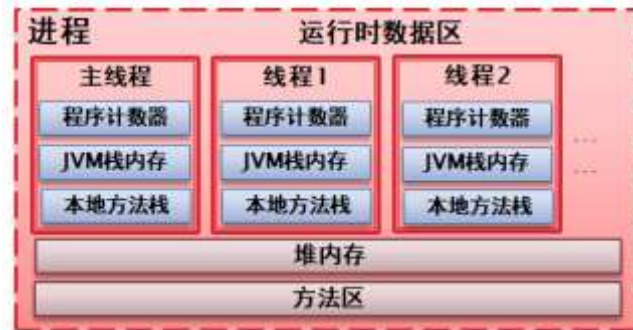 进程 运行时数据区
主线程 线程1 线程2
程序计数器 程序计数器 程序计数器
JVM栈内存 JVM栈内存 JVM栈内存
本地方法栈 本地方法栈 本地方法栈
... ...
堆内存
方法区